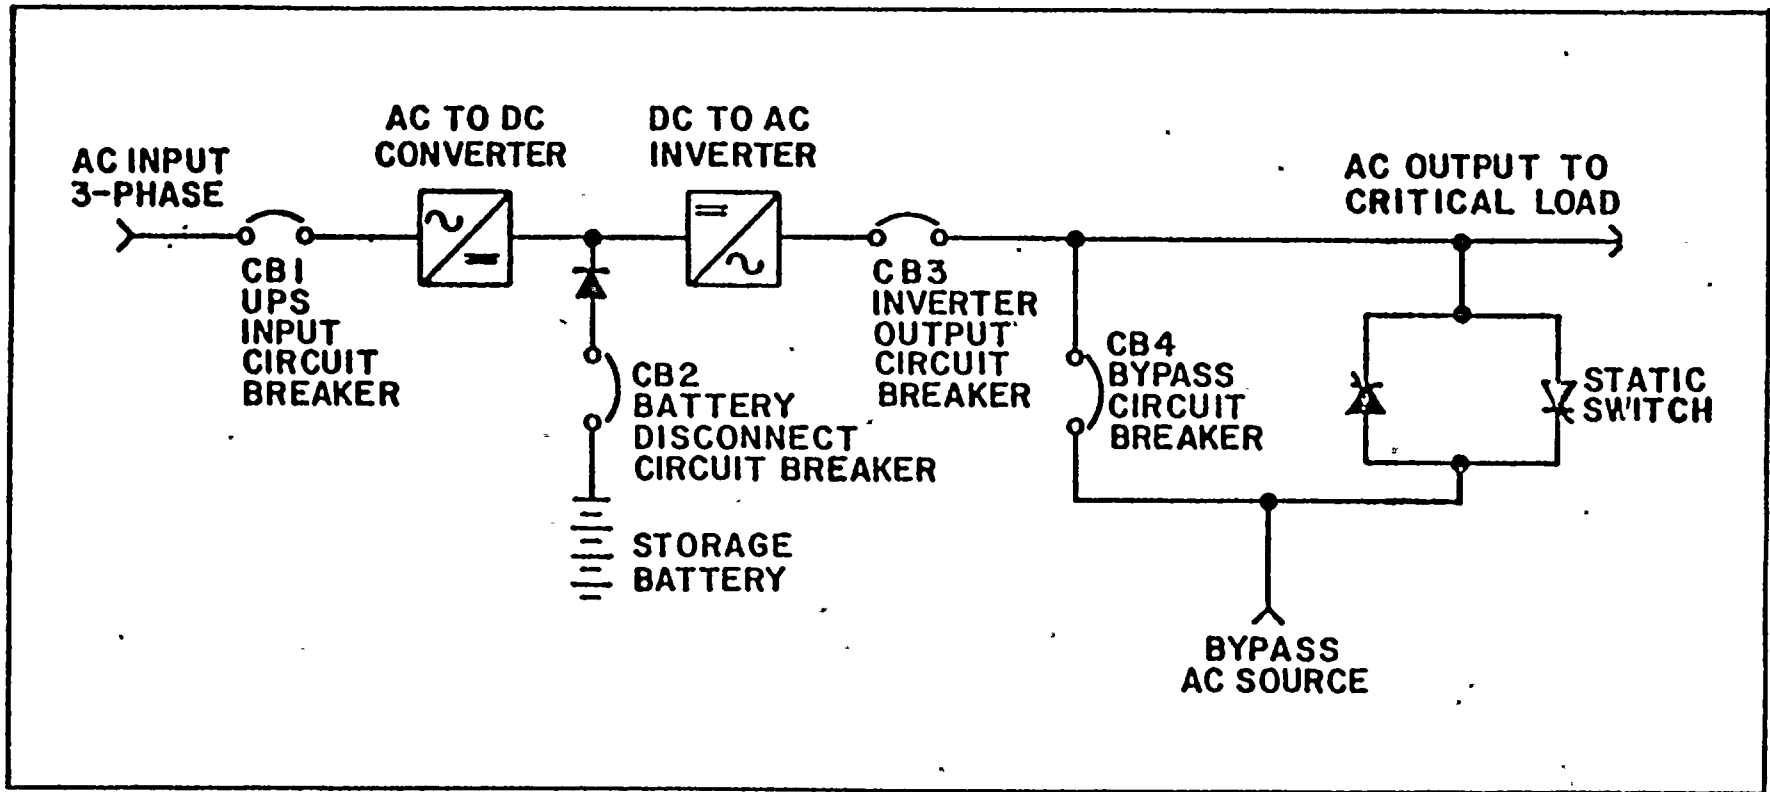 AC INPUT
3-PHASE
AC TO DC
CONVERTER
DC TO AC
INVERTER
AC OUTPUT TO
CRITICAL LOAD
CB1
UPS
INPUT
CIRCUIT
BREAKER
CB2
BATTERY
DISCONNECT
CIRCUIT BREAKER
STORAGE
BATTERY
CB3
INVERTER
OUTPUT
CIRCUIT
BREAKER
CB4
BYPASS
CIRCUIT
BREAKER
STATIC
SWITCH
BYPASS
AC SOURCE